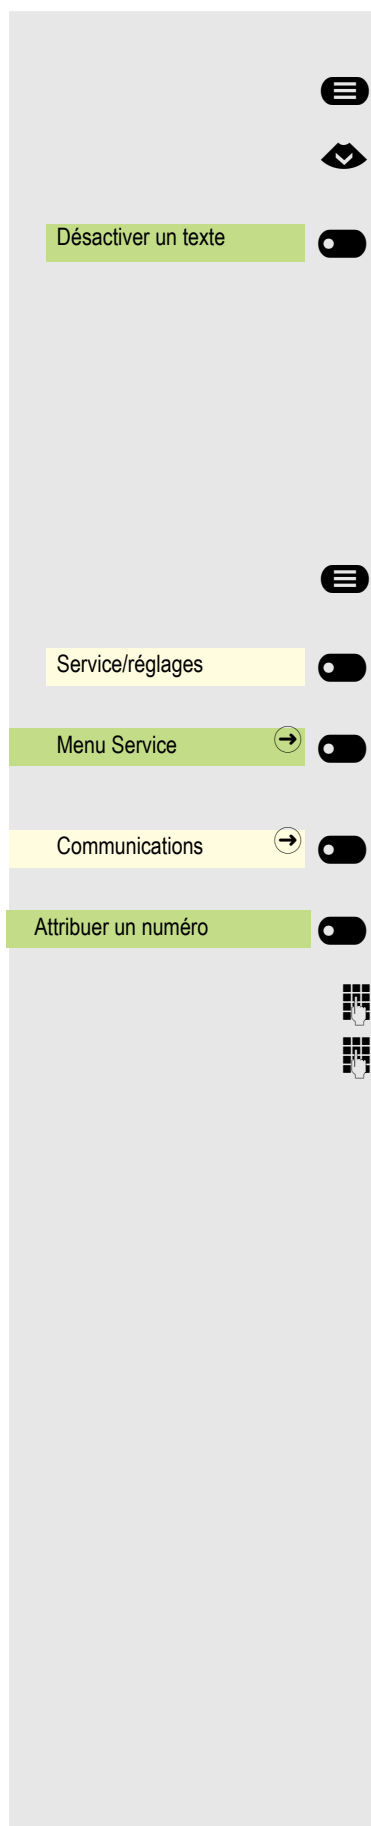 Désactiver un texte
Service/réglages
Menu Service
Communications
Attribuer un numéro